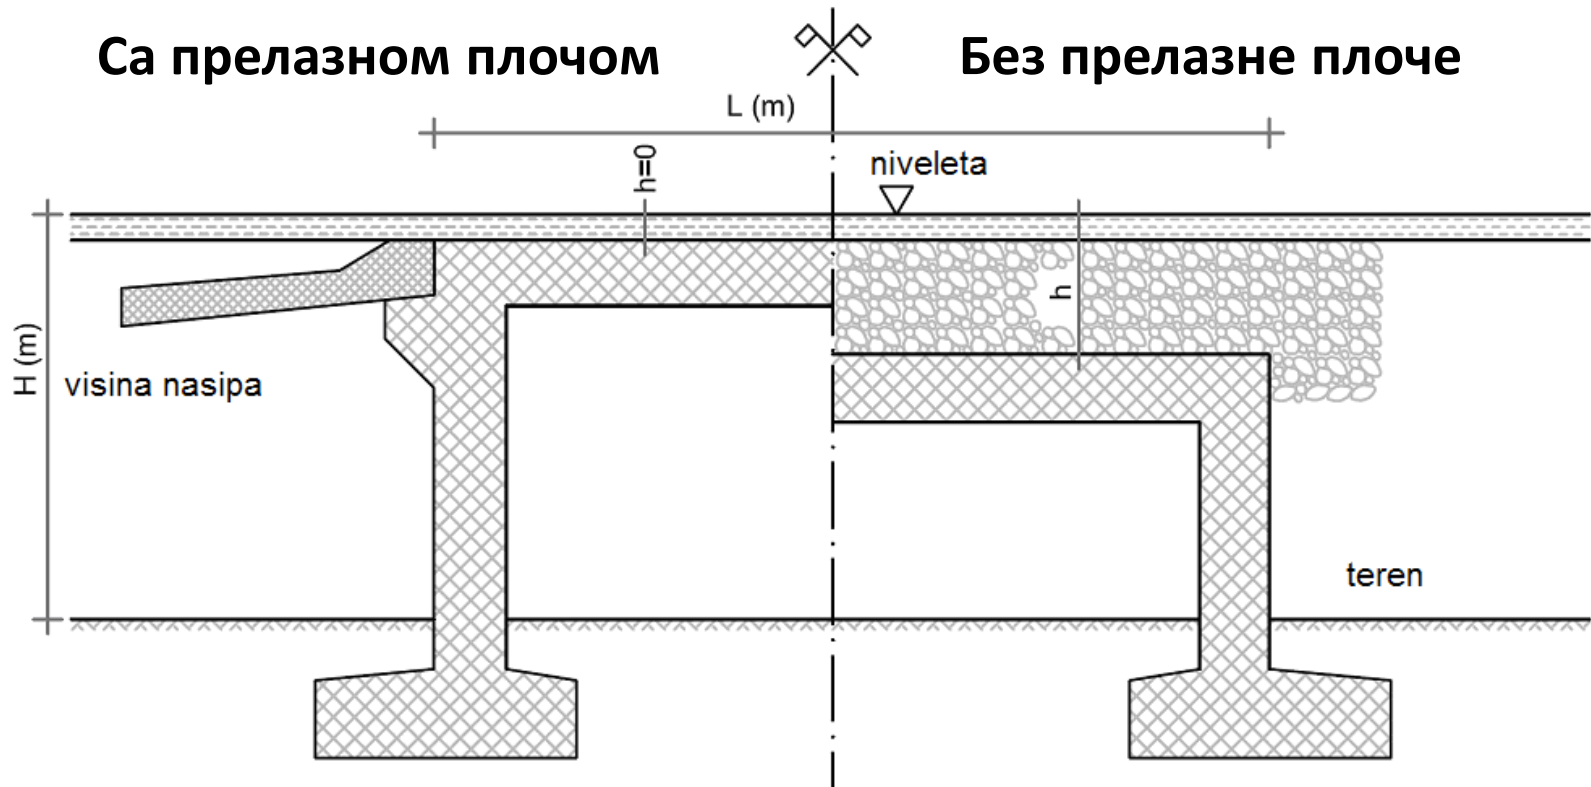 Са прелазном плочом
Без прелазне плоче
L (m)
h=0
niveleta
h
H (m)
visina nasipa
teren